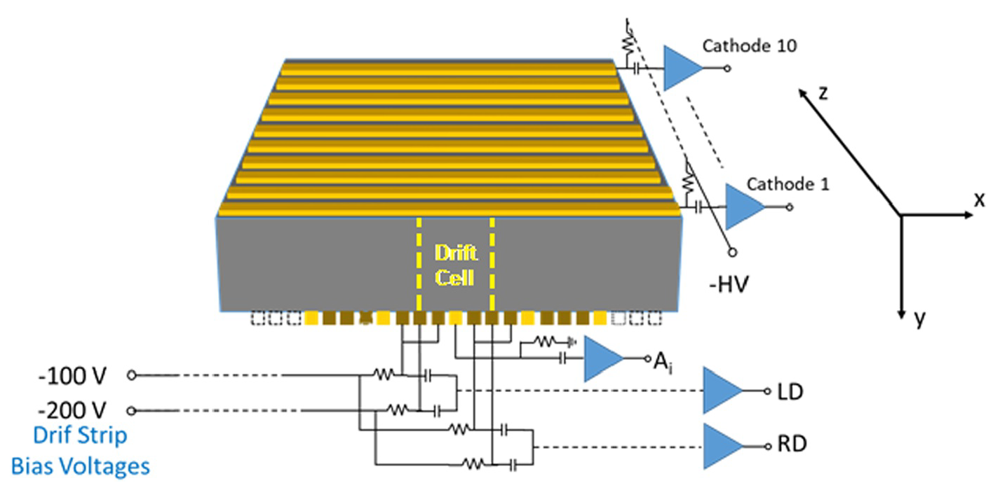 Cathode 10
z
Cathode 1
x
Drift
Cell
-HV
y
-100 V
Ai
LD
-200 V
Drif Strip
Bias Voltages
RD